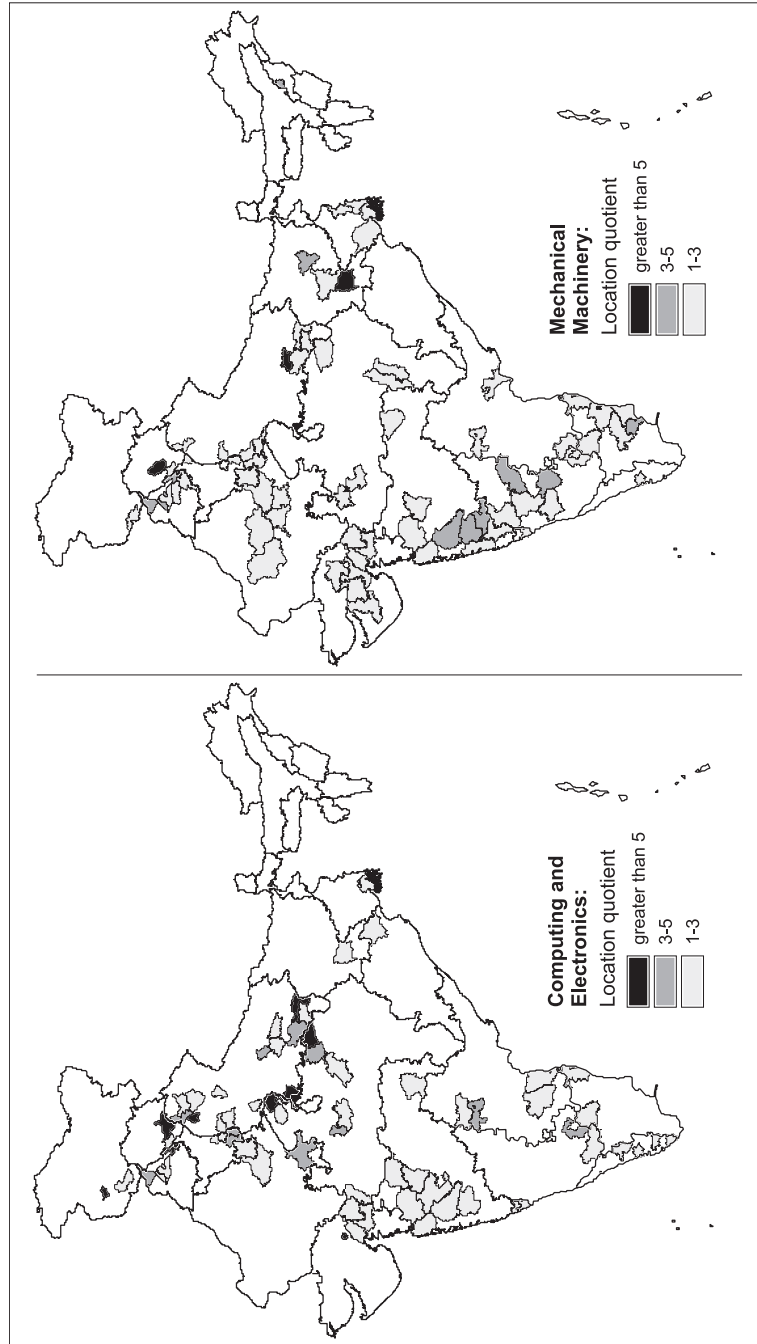 Computing and
Electronics:
Location quotient
greater than 5
3-5
1-3
Mechanical
Machinery:
Location quotient
greater than 5
3-5
1-3